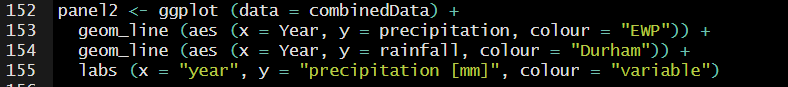 152 panel2 <- ggplot (data = combinedData) +
153   geom_line (aes (x = Year, y = precipitation, colour = "EWP")) +
154   geom_line (aes (x = Year, y = rainfall, colour = "Durham")) +
155   labs (x = "year", y = "precipitation [mm]", colour = "variable")